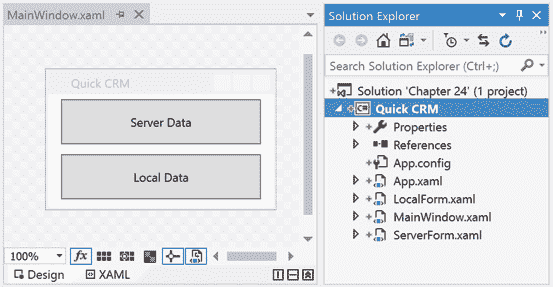 MainWindow.xaml
Quick CRM
Server Data
Local Data
100%
fx
Design
XAML
Solution Explorer
Search Solution Explorer (Ctrl+;)
Solution 'Chapter 24' (1 project)
C#
Quick CRM
Properties
References
App.config
App.xaml
LocalForm.xaml
MainWindow.xaml
ServerForm.xaml